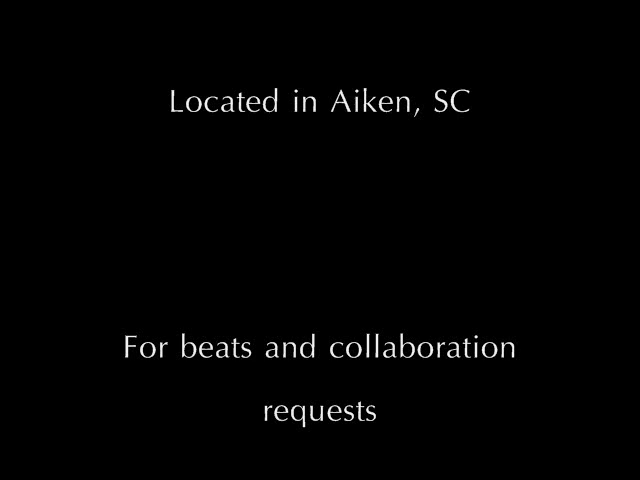 Located in Aiken, SC
For beats and collaboration
requests